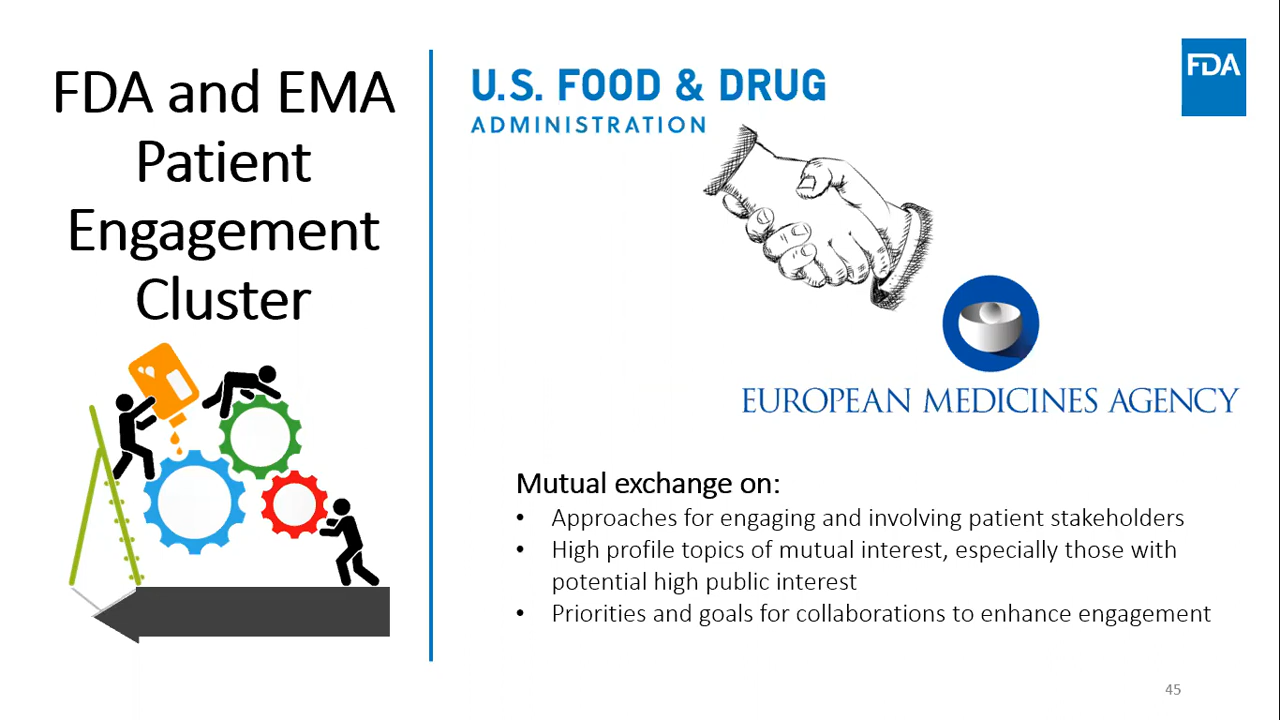 FDA and EMA
Patient
Engagement
Cluster
U.S. FOOD & DRUG
ADMINISTRATION
FDA
EUROPEAN MEDICINES AGENCY
Mutual exchange on:
• Approaches for engaging and involving patient stakeholders
• High profile topics of mutual interest, especially those with
potential high public interest
• Priorities and goals for collaborations to enhance engagement
45